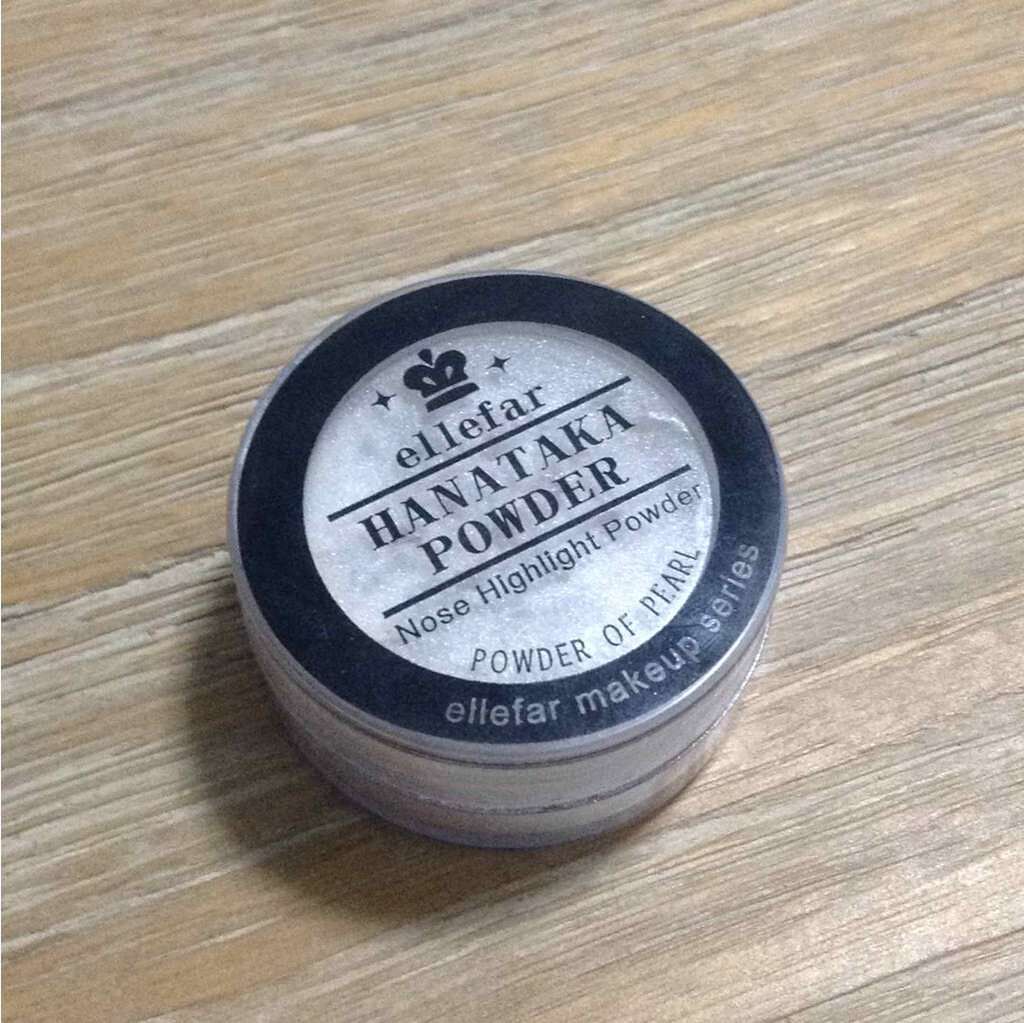 ellefar
HANATAKA
POWDER
Nose Highlight Powder
POWDER OF PEARL
ellefar makeup series